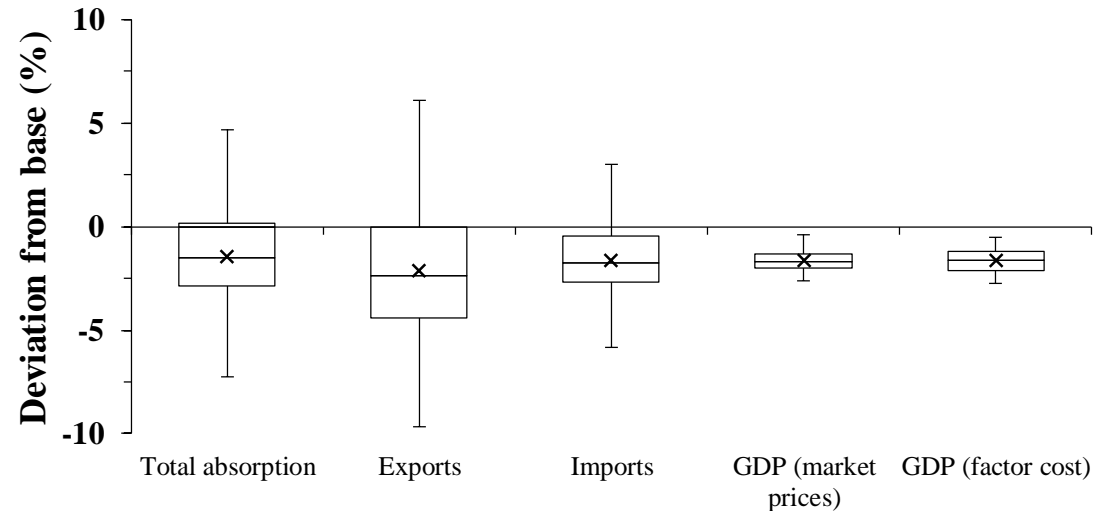 Deviation from base (%)
10
5
0
-5
-10
Total absorption
Exports
Imports
GDP (market
prices)
GDP (factor cost)